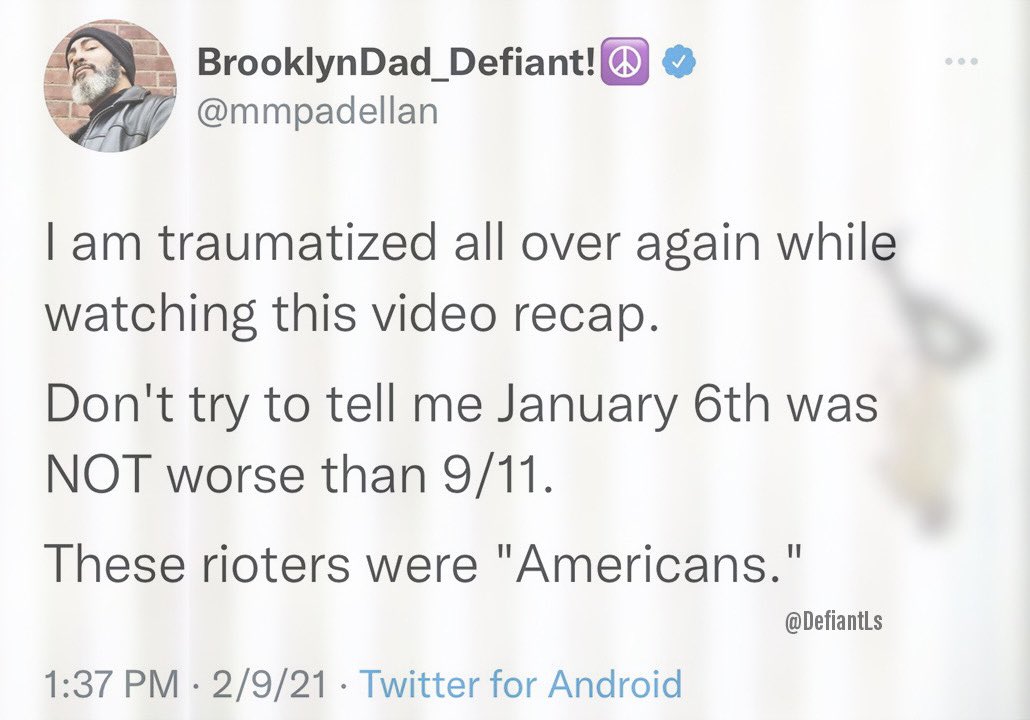 BrooklynDad_Defiant!☮️
@mmpadellan
I am traumatized all over again while
watching this video recap.
Don't try to tell me January 6th was
NOT worse than 9/11.
These rioters were "Americans."
@DefiantLs
1:37 PM · 2/9/21 · Twitter for Android